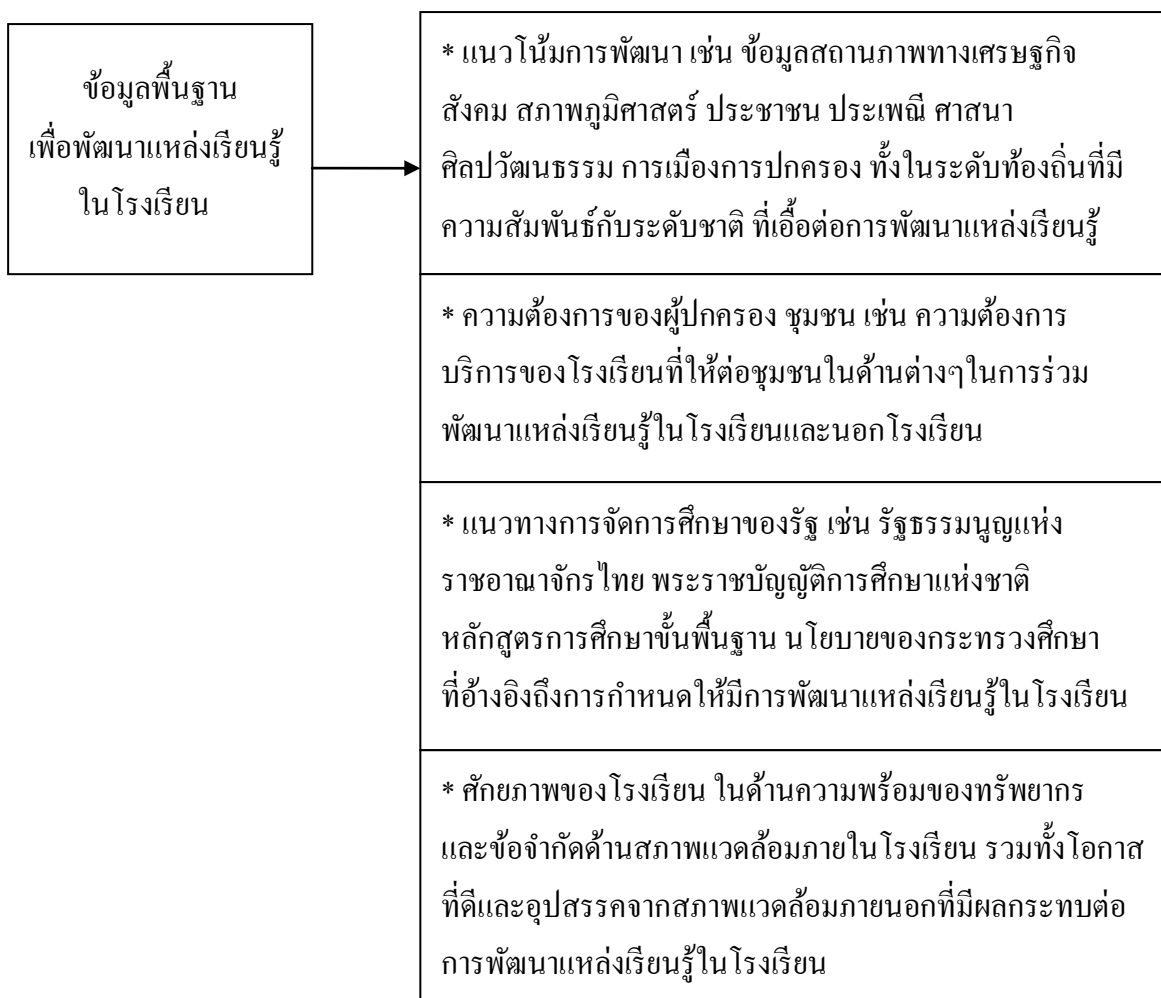 ข้อมูลพื้นฐาน
เพื่อพัฒนาแหล่งเรียนรู้
ในโรงเรียน
* แนวโน้มการพัฒนา เช่น ข้อมูลสถานภาพทางเศรษฐกิจ
สังคม สภาพภูมิศาสตร์ ประชาชน ประเพณี ศาสนา
ศิลปวัฒนธรรม การเมืองการปกครอง ทั้งในระดับท้องถิ่นที่มี
ความสัมพันธ์กับระดับชาติ ที่เอื้อต่อการพัฒนาแหล่งเรียนรู้
* ความต้องการของผู้ปกครอง ชุมชน เช่น ความต้องการ
บริการของโรงเรียนที่ให้ต่อชุมชนในด้านต่างๆในการร่วม
พัฒนาแหล่งเรียนรู้ในโรงเรียนและนอกโรงเรียน
* แนวทางการจัดการศึกษาของรัฐ เช่น รัฐธรรมนูญแห่ง
ราชอาณาจักรไทย พระราชบัญญัติการศึกษาแห่งชาติ
หลักสูตรการศึกษาขั้นพื้นฐาน นโยบายของกระทรวงศึกษา
ที่อ้างอิงถึงการกำหนดให้มีการพัฒนาแหล่งเรียนรู้ในโรงเรียน
* ศักยภาพของโรงเรียน ในด้านความพร้อมของทรัพยากร
และข้อจำกัดด้านสภาพแวดล้อมภายในโรงเรียน รวมทั้งโอกาส
ที่ดีและอุปสรรคจากสภาพแวดล้อมภายนอกที่มีผลกระทบต่อ
การพัฒนาแหล่งเรียนรู้ในโรงเรียน